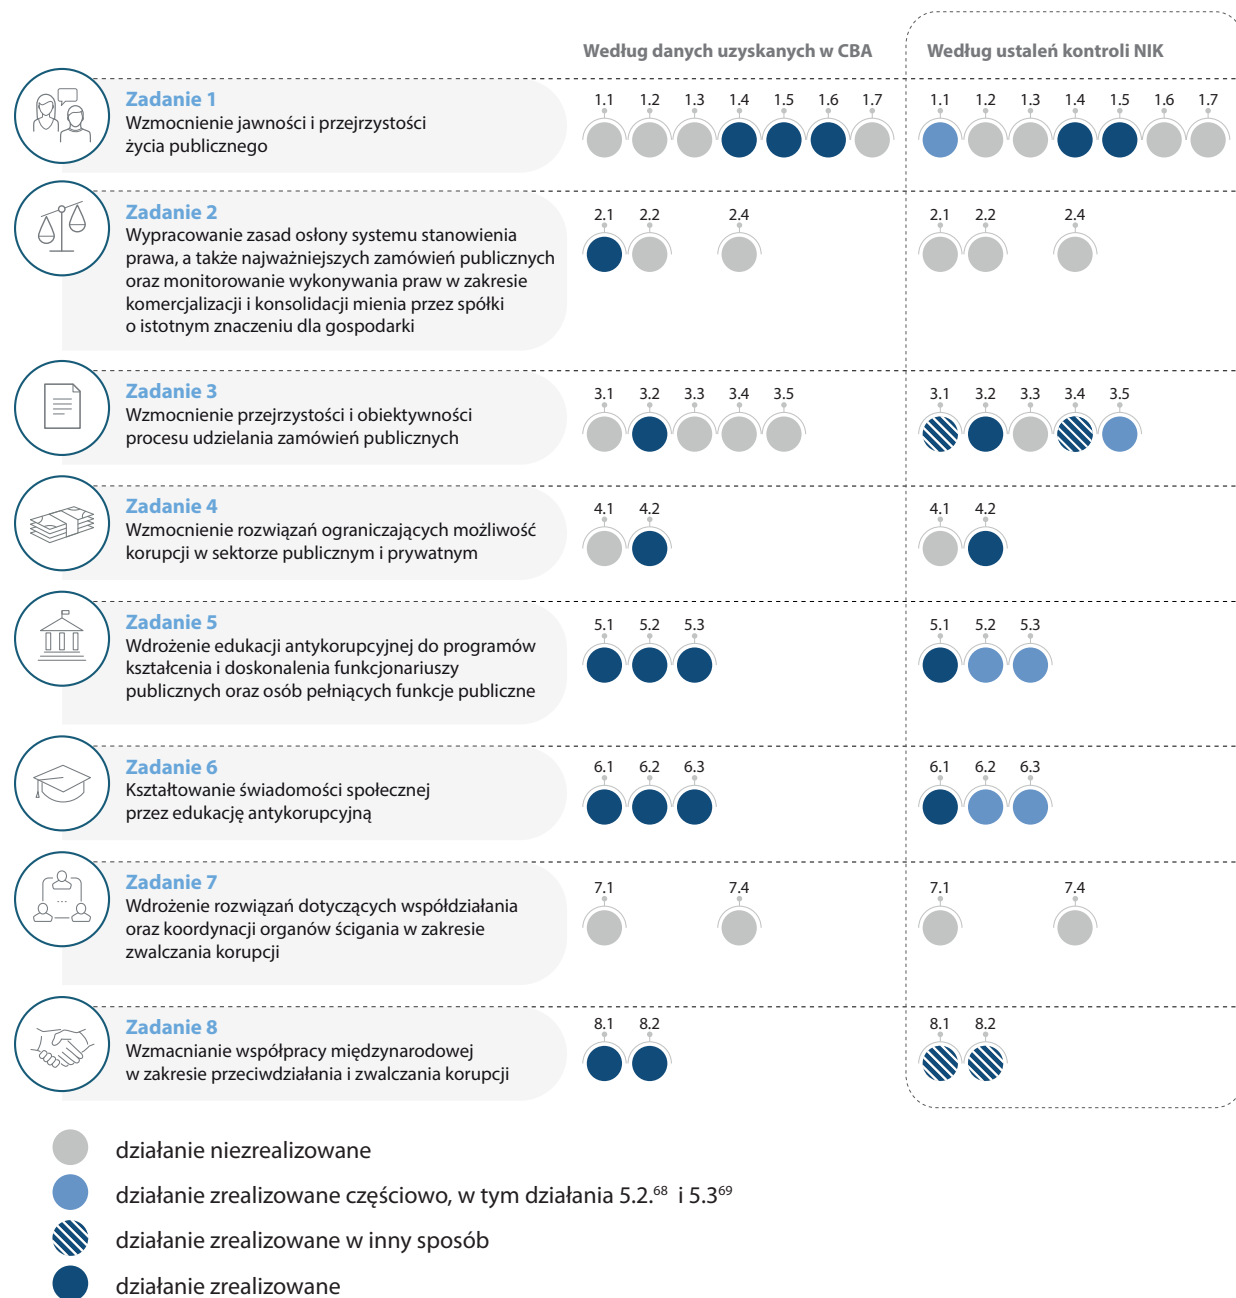 Według danych uzyskanych w CBA
Według ustaleń kontroli NIK
Zadanie 1
Wzmocnienie jawności i przejrzystości
życia publicznego
1.1 1.2 1.3 1.4 1.5 1.6 1.7
1.1 1.2 1.3 1.4 1.5 1.6 1.7
Zadanie 2
Wypracowanie zasad osłony systemu stanowienia
prawa, a także najważniejszych zamówień publicznych
oraz monitorowanie wykonywania praw w zakresie
komercjalizacji i konsolidacji mienia przez spółki
o istotnym znaczeniu dla gospodarki
2.1 2.2 2.4
2.1 2.2 2.4
Zadanie 3
Wzmocnienie przejrzystości i obiektywności
procesu udzielania zamówień publicznych
3.1 3.2 3.3 3.4 3.5
3.1 3.2 3.3 3.4 3.5
Zadanie 4
Wzmocnienie rozwiązań ograniczających możliwość
korupcji w sektorze publicznym i prywatnym
4.1 4.2
4.1 4.2
Zadanie 5
Wdrożenie edukacji antykorupcyjnej do programów
kształcenia i doskonalenia funkcjonariuszy
publicznych oraz osób pełniących funkcje publiczne
5.1 5.2 5.3
5.1 5.2 5.3
Zadanie 6
Kształtowanie świadomości społecznej
przez edukację antykorupcyjną
6.1 6.2 6.3
6.1 6.2 6.3
Zadanie 7
Wdrożenie rozwiązań dotyczących współdziałania
oraz koordynacji organów ścigania w zakresie
zwalczania korupcji
7.1 7.4
7.1 7.4
Zadanie 8
Wzmacnianie współpracy międzynarodowej
w zakresie przeciwdziałania i zwalczania korupcji
8.1 8.2
8.1 8.2
działanie niezrealizowane
działanie zrealizowane częściowo, w tym działania 5.2.⁶⁸ i 5.3⁶⁹
działanie zrealizowane w inny sposób
działanie zrealizowane